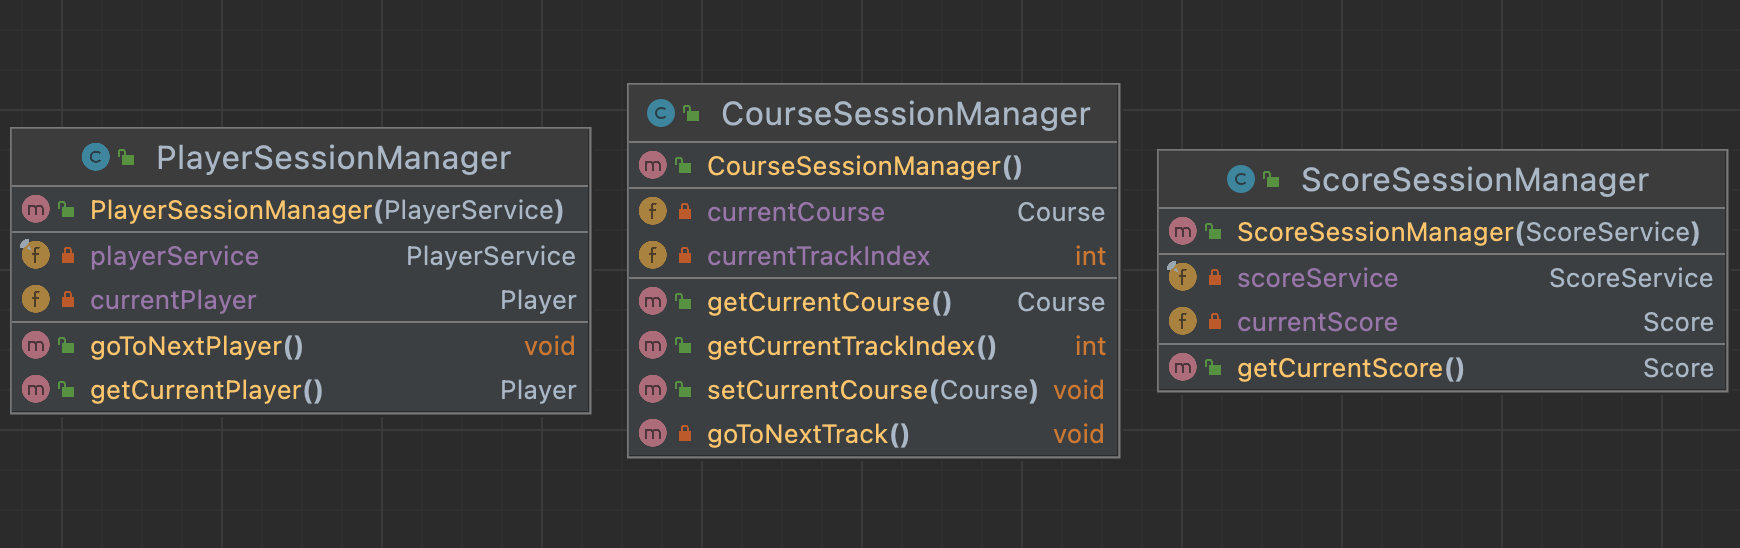 PlayerSessionManager
PlayerSessionManager(PlayerService)
playerService PlayerService
currentPlayer Player
goToNextPlayer() void
getCurrentPlayer() Player
CourseSessionManager
CourseSessionManager()
currentCourse Course
currentTrackIndex int
getCurrentCourse() Course
getCurrentTrackIndex() int
setCurrentCourse(Course) void
goToNextTrack() void
ScoreSessionManager
ScoreSessionManager(ScoreService)
scoreService ScoreService
currentScore Score
getCurrentScore() Score